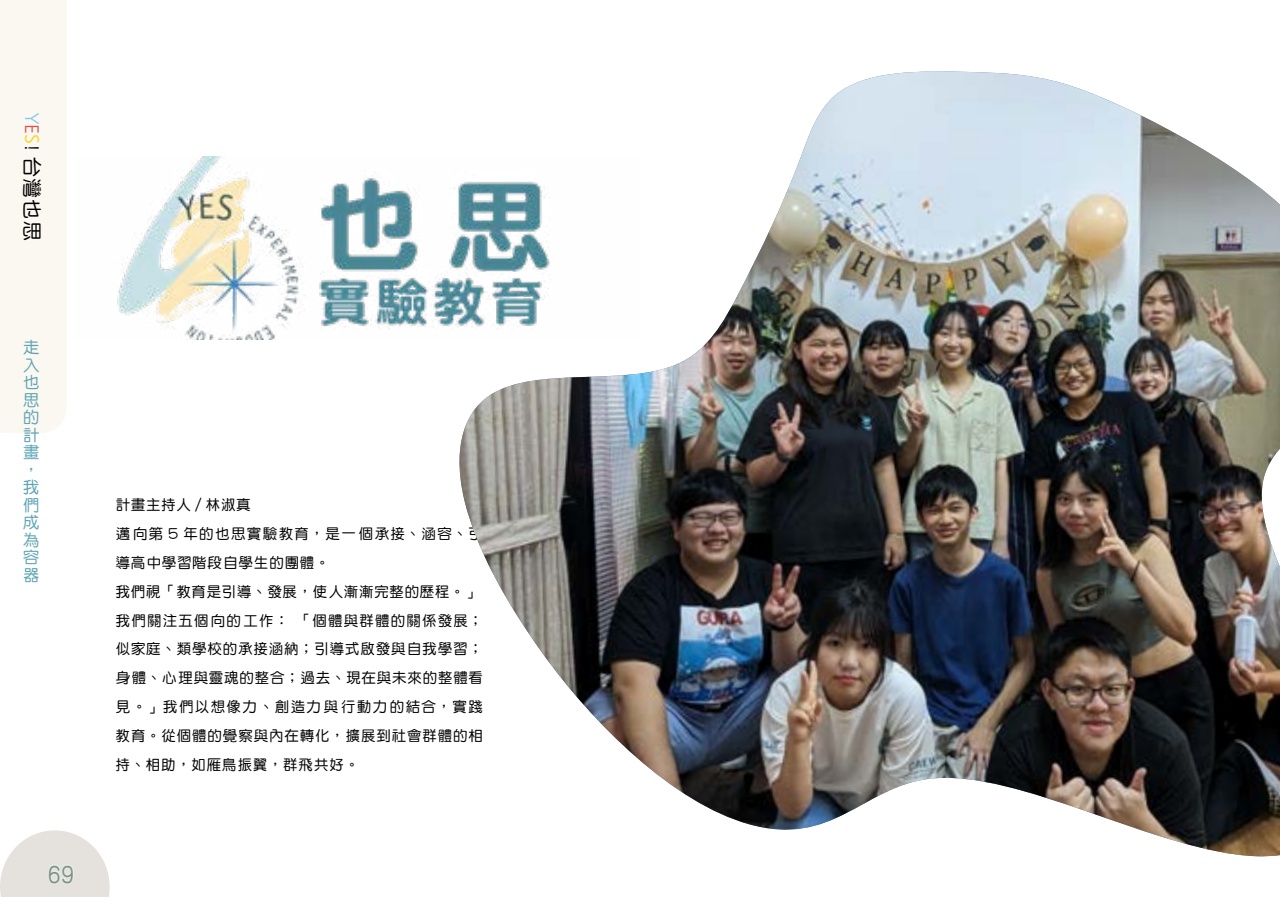 YES! 台灣也思
走入也思的計畫，我們成為容器
YES
EXPERIMENTAL EDUCATION
也思
實驗教育
計畫主持人 / 林淑真
邁向第 5 年的也思實驗教育，是一個承接、涵容、引
導高中學習階段自學生的團體。
我們視「教育是引導、發展，使人漸漸完整的歷程。」
我們關注五個向的工作：「個體與群體的關係發展；
似家庭、類學校的承接涵納；引導式啟發與自我學習；
身體、心理與靈魂的整合；過去、現在與未來的整體看
見。」我們以想像力、創造力與行動力的結合，實踐
教育。從個體的覺察與內在轉化，擴展到社會群體的相
持、相助，如雁鳥振翼，群飛共好。
HAPPY
GURA
CREW
69